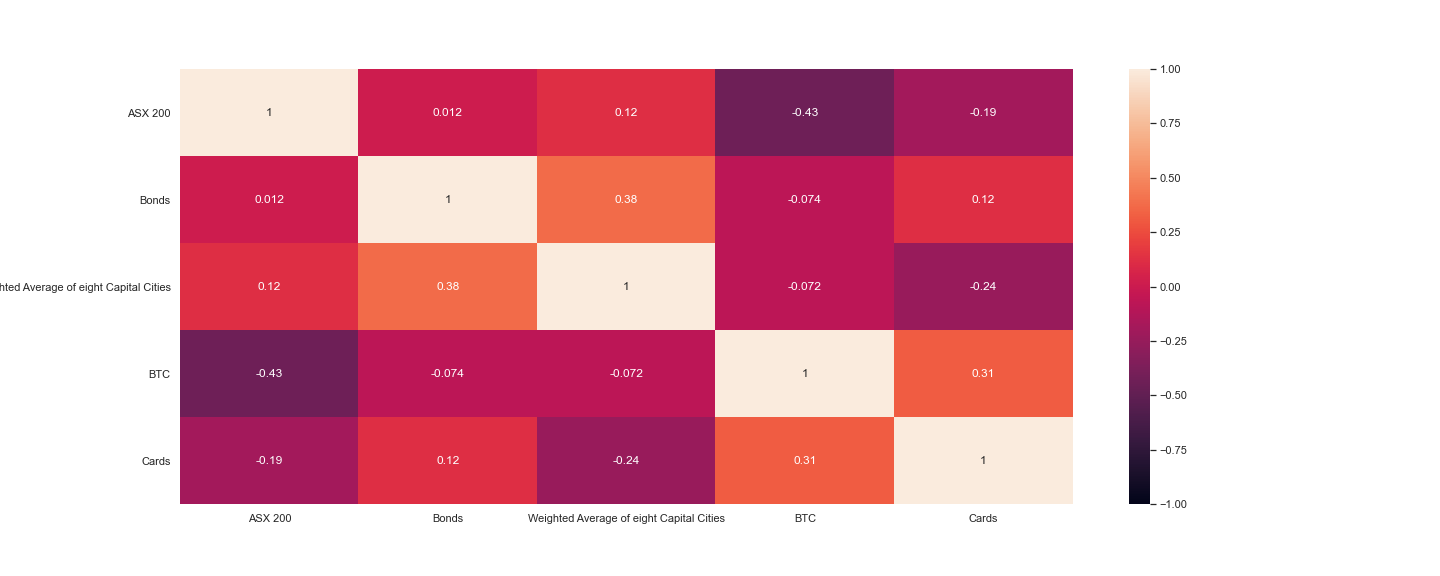 1.00
ASX 200 1 0.012 0.12 -0.43 -0.19
0.75
0.50
Bonds 0.012 1 0.38 -0.074 0.12
0.25
Average of eight Capital Cities 0.12 0.38 1 -0.072 -0.24
0.00
−0.25
BTC -0.43 -0.074 -0.072 1 0.31
−0.50
Cards -0.19 0.12 -0.24 0.31 1
−0.75
−1.00
ASX 200 Bonds Weighted Average of eight Capital Cities BTC Cards